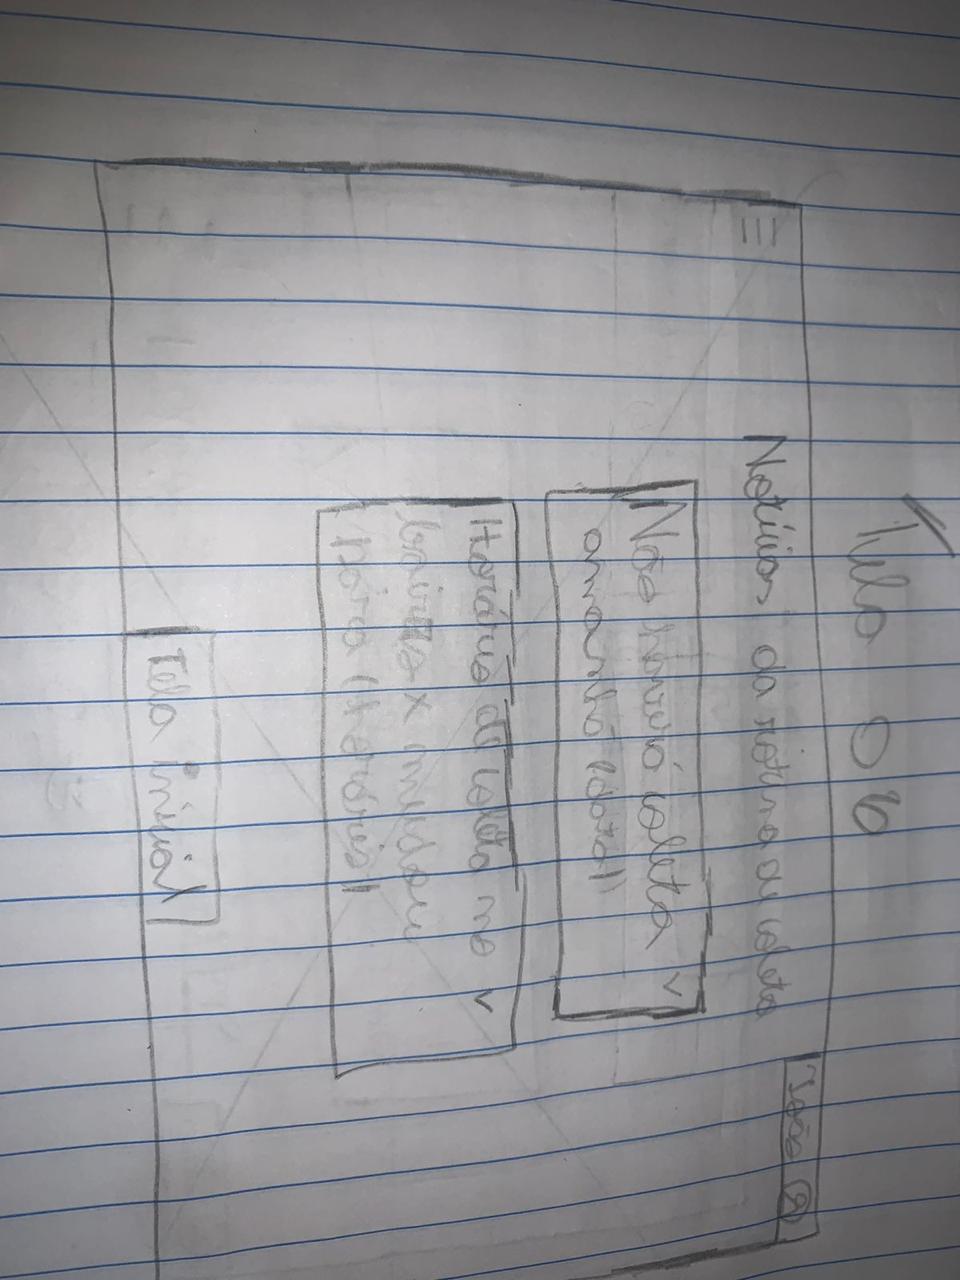 Tela 06
Notícias da rotina de coleta
João
Não haverá coleta
amanhã (data)
Horário de coleta no
bairro x mudou
para (Horário)
Tela inicial